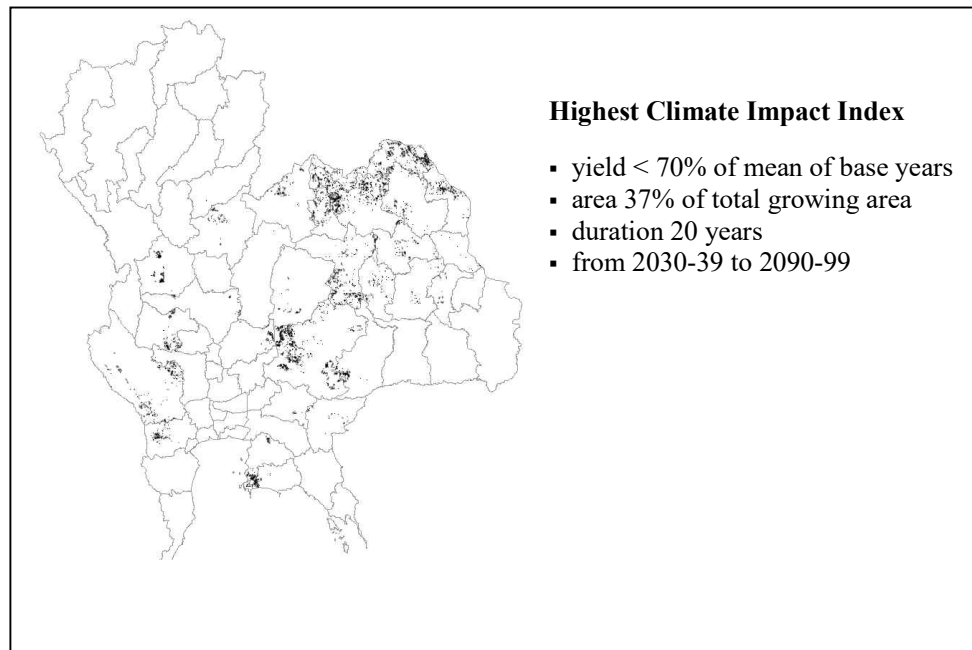 Highest Climate Impact Index
▪ yield < 70% of mean of base years
▪ area 37% of total growing area
▪ duration 20 years
▪ from 2030-39 to 2090-99